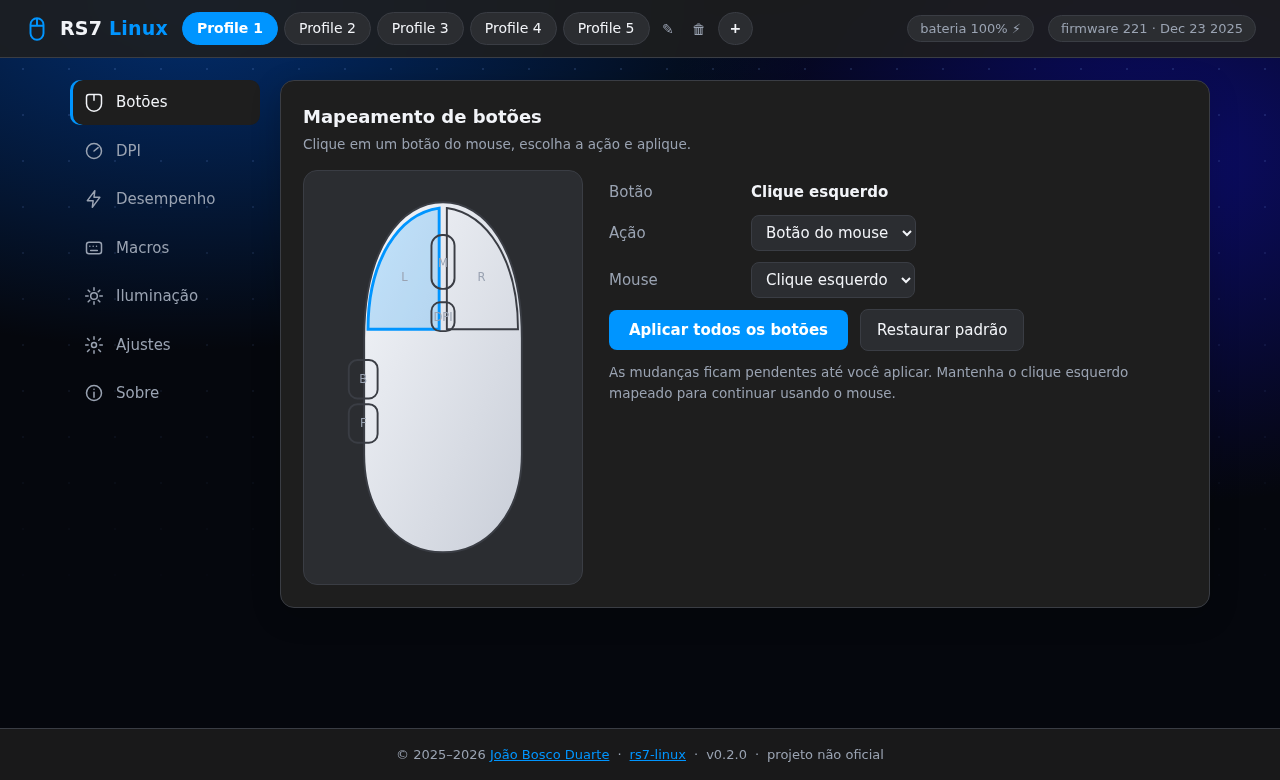 RS7 Linux
Profile 1
Profile 2
Profile 3
Profile 4
Profile 5
+
bateria 100% ⚡
firmware 221 · Dec 23 2025
Botões
DPI
Desempenho
Macros
Iluminação
Ajustes
Sobre
Mapeamento de botões
Clique em um botão do mouse, escolha a ação e aplique.
L
M
R
DPI
B
F
Botão
Clique esquerdo
Ação
Botão do mouse
Mouse
Clique esquerdo
Aplicar todos os botões
Restaurar padrão
As mudanças ficam pendentes até você aplicar. Mantenha o clique esquerdo
mapeado para continuar usando o mouse.
© 2025–2026 João Bosco Duarte · rs7-linux · v0.2.0 · projeto não oficial